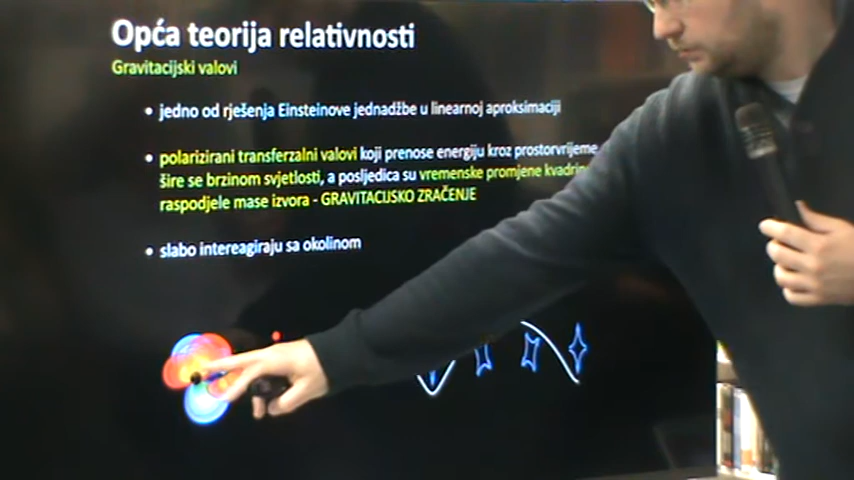 Opća teorija relativnosti
Gravitacijski valovi
• jedno od rješenja Einsteinove jednadžbe u linearnoj aproksimaciji
• polarizirani transferzalni valovi koji prenose energiju kroz prostorvrijeme
šire se brzinom svjetlosti, a posljedica su vremenske promjene
raspodjele mase izvora - GRAVITACIJSKO ZRAČENJE
• slabo intereagiraju sa okolinom